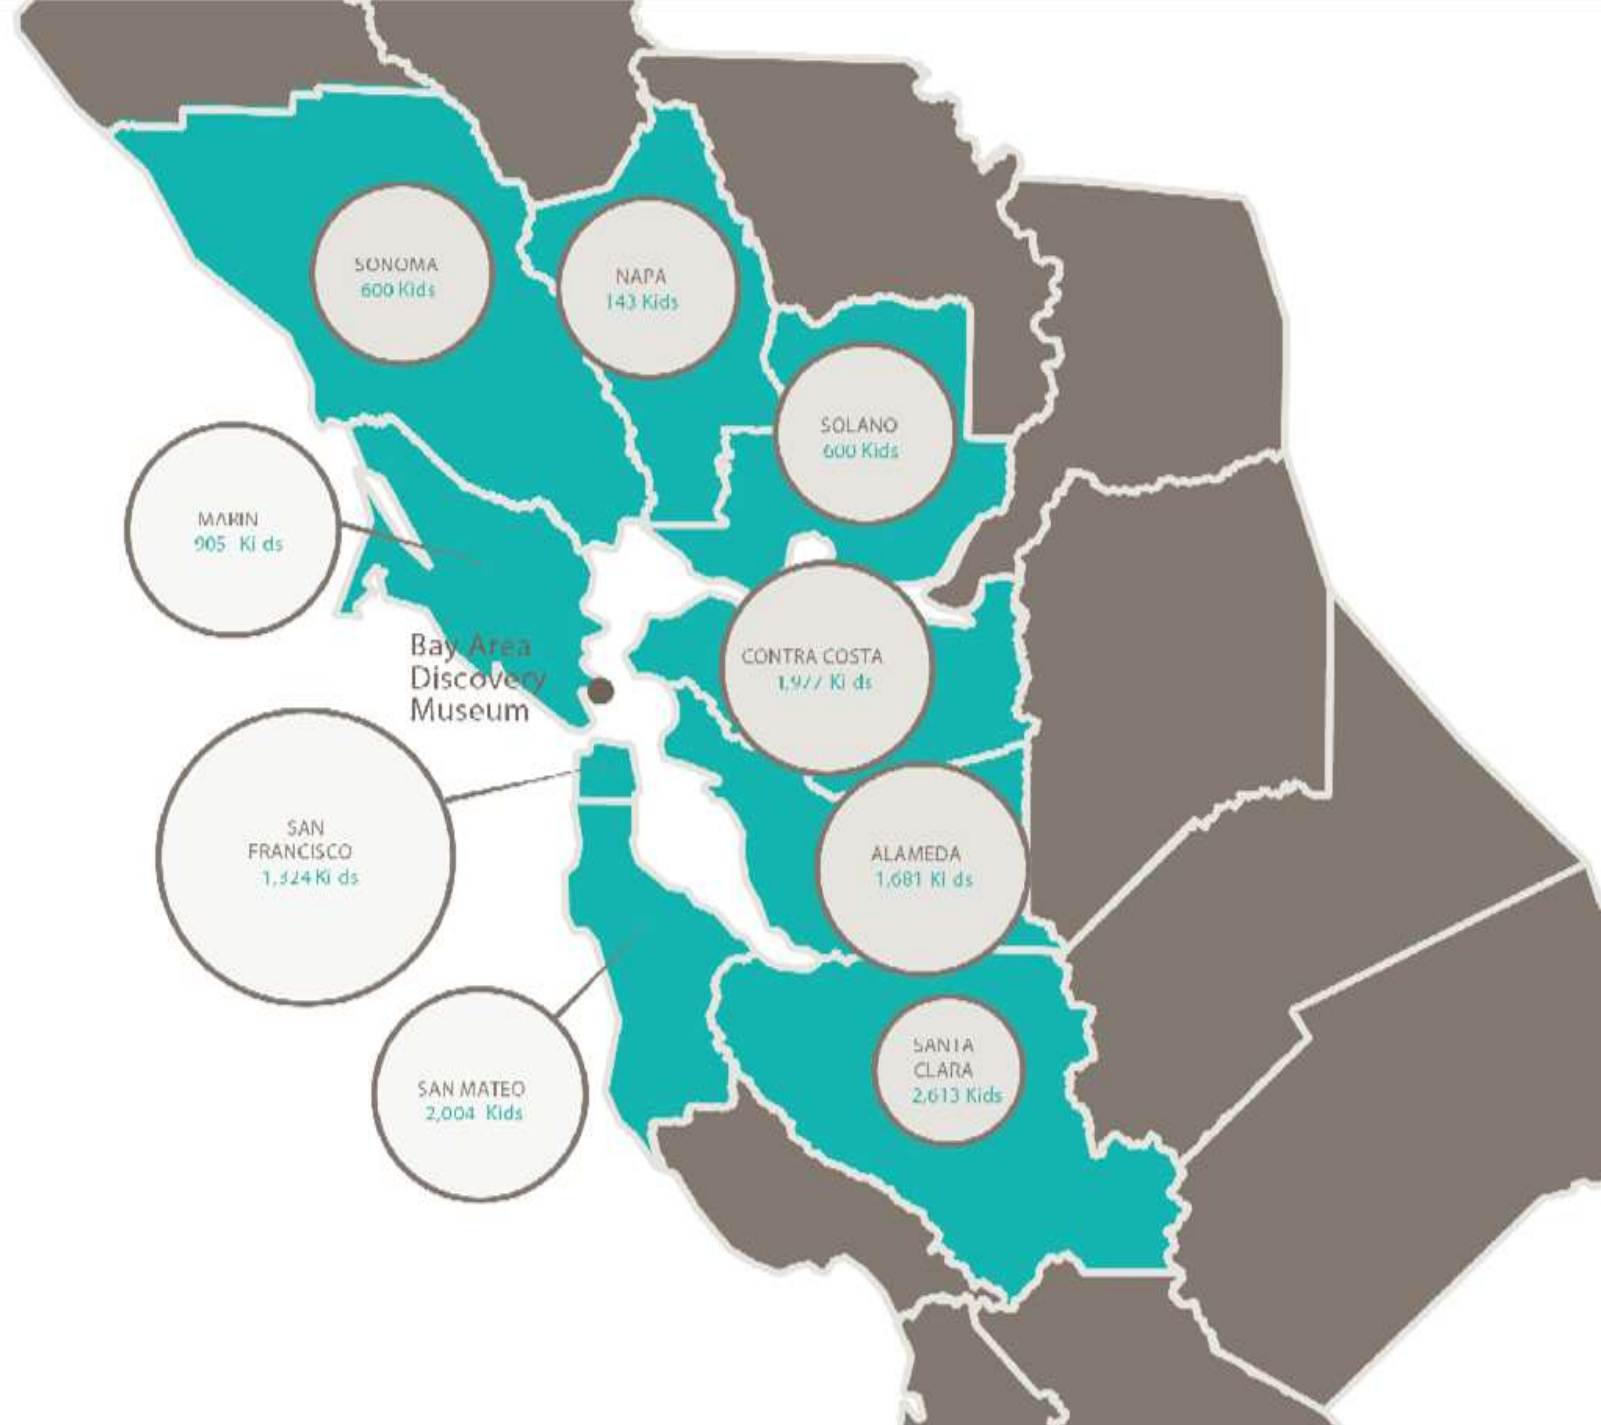 SONOMA
600 Kids
NAPA
143 Kids
SOLANO
600 Kids
MARIN
905 Ki ds
Bay Area
Discovery
Museum
CONTRA COSTA
1,977 Ki ds
SAN
FRANCISCO
1,324 Ki ds
ALAMEDA
1,681 Ki ds
SAN MATEO
2,004 Kids
SANTA
CLARA
2,613 Kids